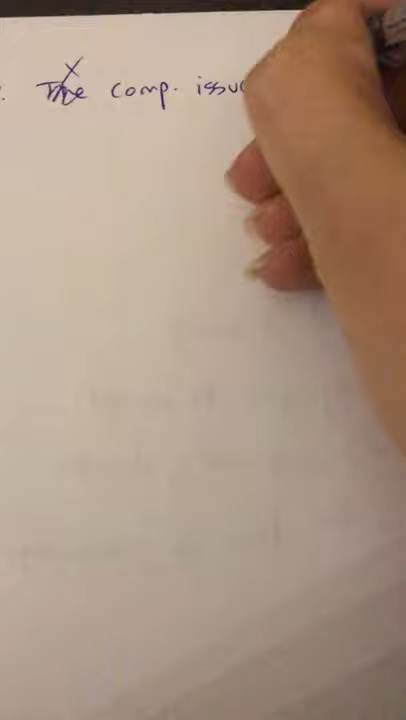 X
The comp. issu